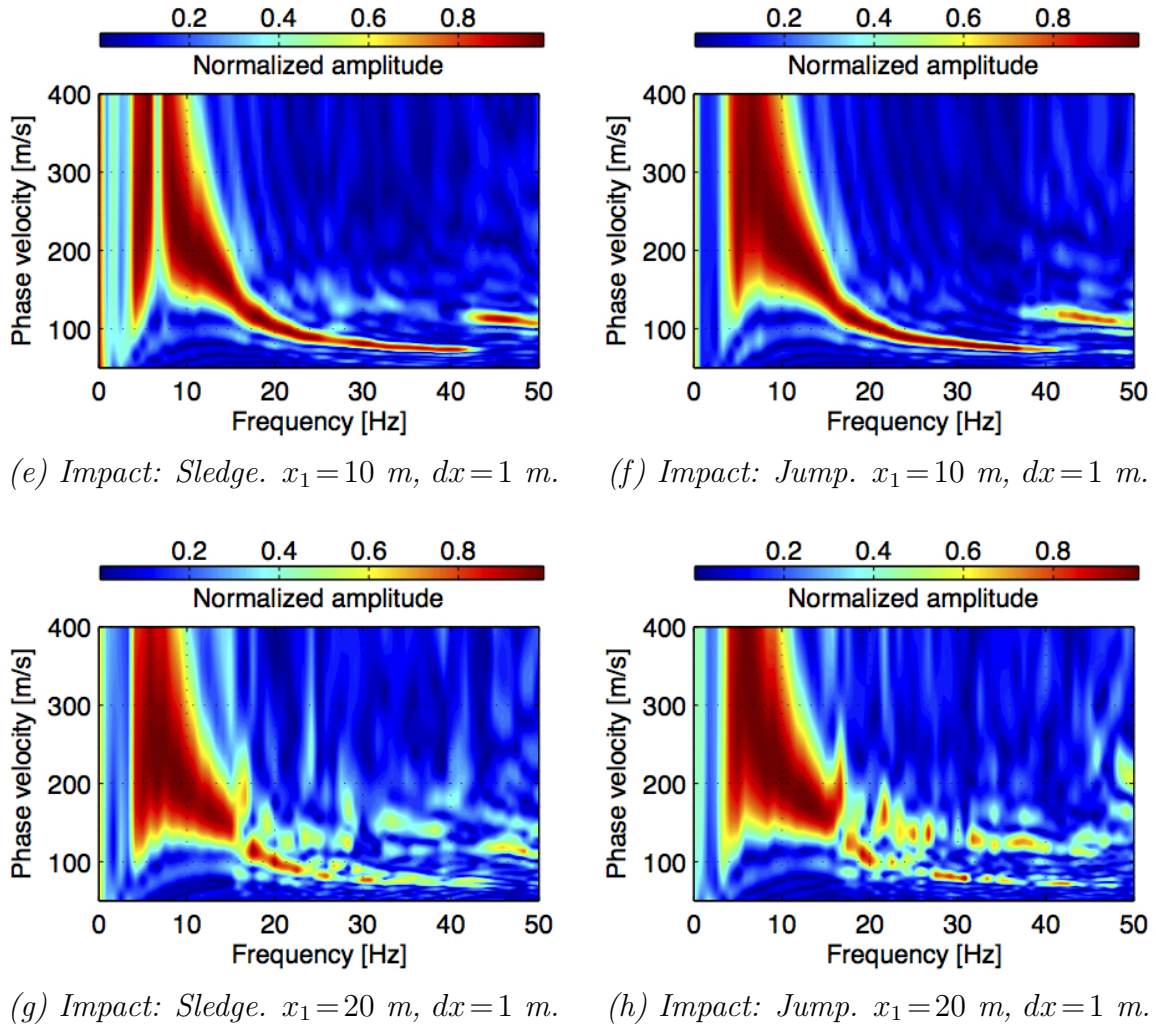 0.2 0.4 0.6 0.8 0.2 0.4 0.6 0.8
Normalized amplitude Normalized amplitude
400 400
300 300
200 200
100 100
Phase velocity [m/s] Phase velocity [m/s]
0 10 20 30 40 50 0 10 20 30 40 50
Frequency [Hz] Frequency [Hz]
(e) Impact: Sledge. x₁=10 m, dx=1 m. (f) Impact: Jump. x₁=10 m, dx=1 m.
0.2 0.4 0.6 0.8 0.2 0.4 0.6 0.8
Normalized amplitude Normalized amplitude
400 400
300 300
200 200
100 100
Phase velocity [m/s] Phase velocity [m/s]
0 10 20 30 40 50 0 10 20 30 40 50
Frequency [Hz] Frequency [Hz]
(g) Impact: Sledge. x₁=20 m, dx=1 m. (h) Impact: Jump. x₁=20 m, dx=1 m.